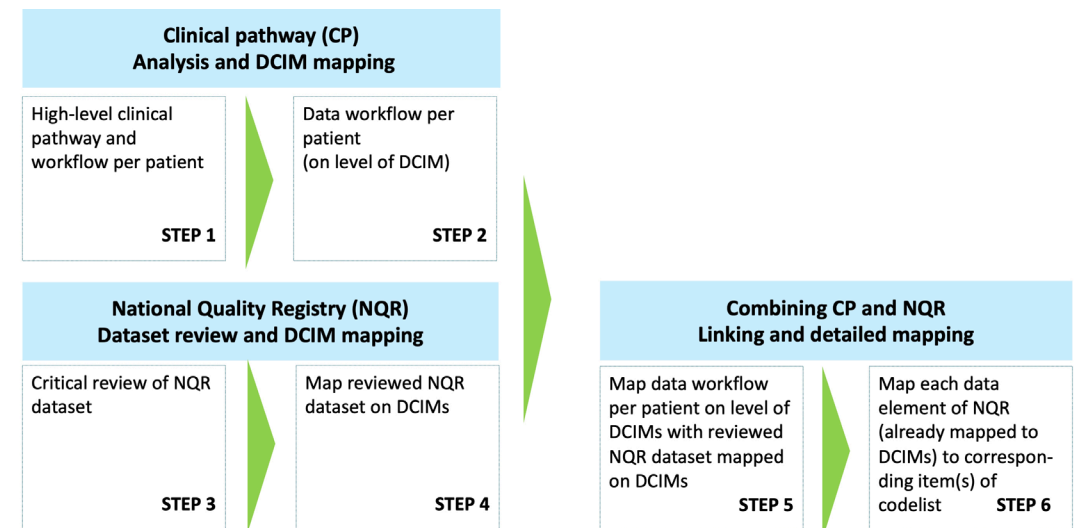 Clinical pathway (CP)
Analysis and DCIM mapping
High-level clinical
pathway and
workflow per patient
STEP 1
Data workflow per
patient
(on level of DCIM)
STEP 2
National Quality Registry (NQR)
Dataset review and DCIM mapping
Critical review of NQR
dataset
STEP 3
Map reviewed NQR
dataset on DCIMs
STEP 4
Combining CP and NQR
Linking and detailed mapping
Map data workflow
per patient on level of
DCIMs with reviewed
NQR dataset mapped
on DCIMs
STEP 5
Map each data
element of NQR
(already mapped to
DCIMs) to correspon-
ding item(s) of
codelist STEP 6